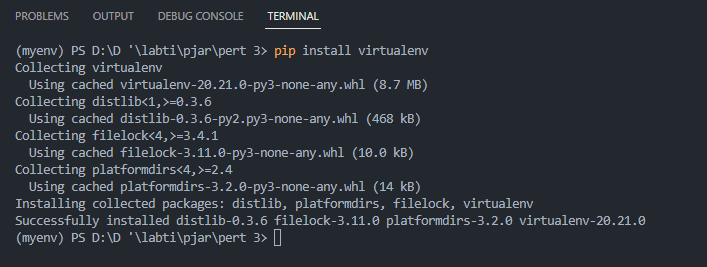 PROBLEMS OUTPUT DEBUG CONSOLE TERMINAL
(myenv) PS D:\D '\labti\pjar\pert 3> pip install virtualenv
Collecting virtualenv
  Using cached virtualenv-20.21.0-py3-none-any.whl (8.7 MB)
Collecting distlib<1,>=0.3.6
  Using cached distlib-0.3.6-py2.py3-none-any.whl (468 kB)
Collecting filelock<4,>=3.4.1
  Using cached filelock-3.11.0-py3-none-any.whl (10.0 kB)
Collecting platformdirs<4,>=2.4
  Using cached platformdirs-3.2.0-py3-none-any.whl (14 kB)
Installing collected packages: distlib, platformdirs, filelock, virtualenv
Successfully installed distlib-0.3.6 filelock-3.11.0 platformdirs-3.2.0 virtualenv-20.21.0
(myenv) PS D:\D '\labti\pjar\pert 3>